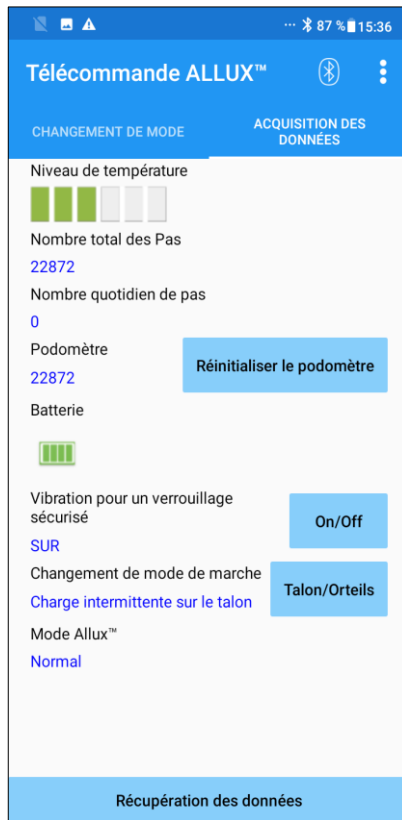 ... 87 % 15:36
Télécommande ALLUX™
CHANGEMENT DE MODE
ACQUISITION DES
DONNÉES
Niveau de température
Nombre total des Pas
22872
Nombre quotidien de pas
0
Podomètre
22872
Réinitialiser le podomètre
Batterie
Vibration pour un verrouillage
sécurisé
SUR
On/Off
Changement de mode de marche
Charge intermittente sur le talon
Talon/Orteils
Mode Allux™
Normal
Récupération des données